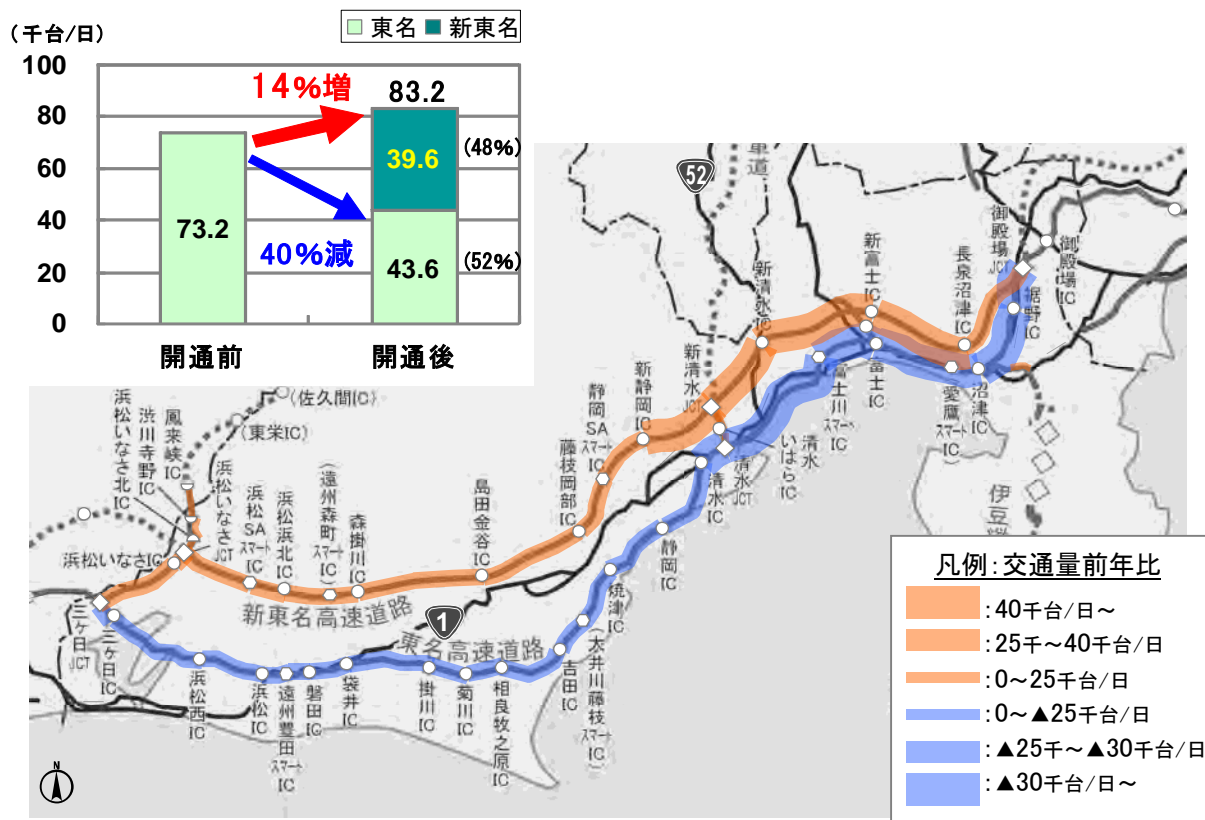 (千台/日)
東名 新東名
100
80
60
40
20
0
14%増
83.2
39.6
(48%)
73.2
40%減
43.6
(52%)
開通前
開通後
車道
52
御殿場JCT
御殿場IC
裾野IC
長泉沼津IC
新富士IC
新清水IC
新清水JCT
新静岡IC
静岡SAスマートIC
藤枝岡部IC
島田金谷IC
森掛川IC
(遠州森町スマートIC)
浜松浜北IC
浜松SAスマートIC
浜松いなさJCT
浜松いなさ北IC
渋川寺野IC
鳳来峡IC
(佐久間IC)
(東栄IC)
浜松いなさIC
新東名高速道路
1
東名高速道路
三ヶ日JCT
三ヶ日IC
浜松西IC
浜松IC
遠州豊田スマートIC
磐田IC
袋井IC
掛川IC
菊川IC
相良牧之原IC
吉田IC
(大井川藤枝スマートIC)
焼津IC
静岡IC
清水IC
清水JCT
清水いはらIC
富士川スマートIC
富士IC
(愛鷹スマートIC)
沼津IC
伊豆縦
N
凡例:交通量前年比
:40千台/日~
:25千~40千台/日
:0~25千台/日
:0~▲25千台/日
:▲25千~▲30千台/日
:▲30千台/日~